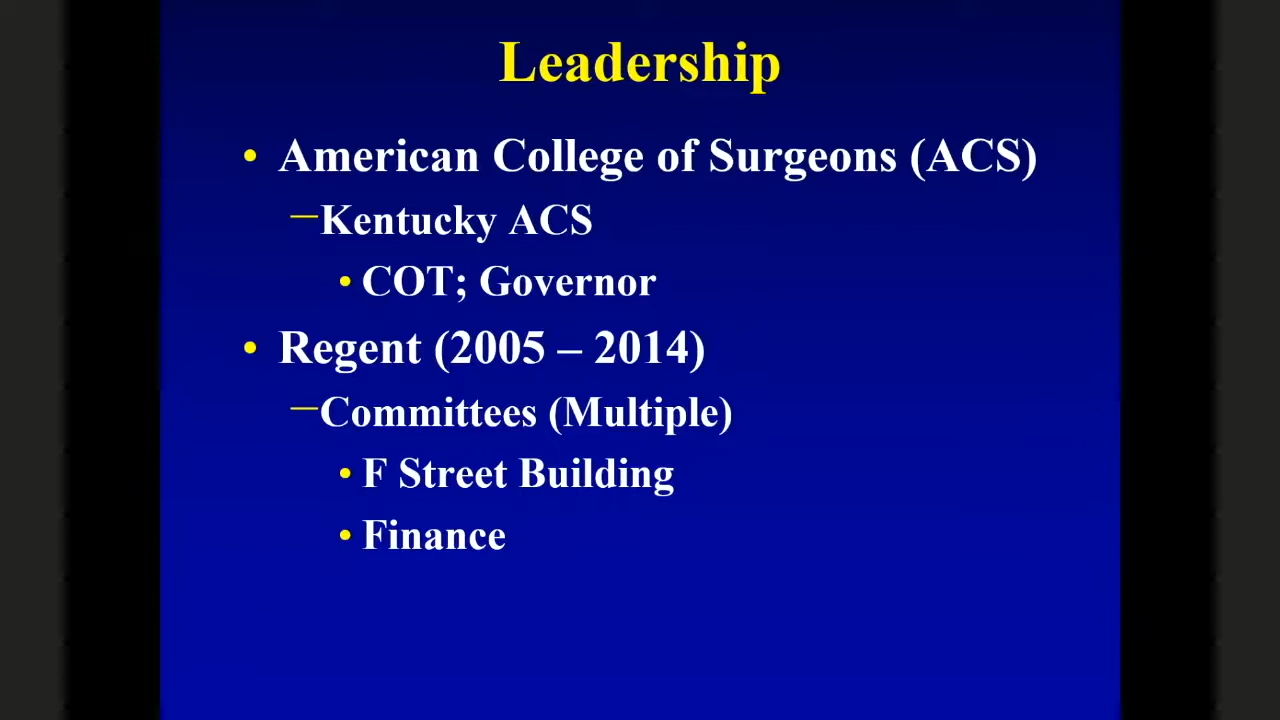 Leadership
• American College of Surgeons (ACS)
–Kentucky ACS
• COT; Governor
• Regent (2005 – 2014)
–Committees (Multiple)
• F Street Building
• Finance